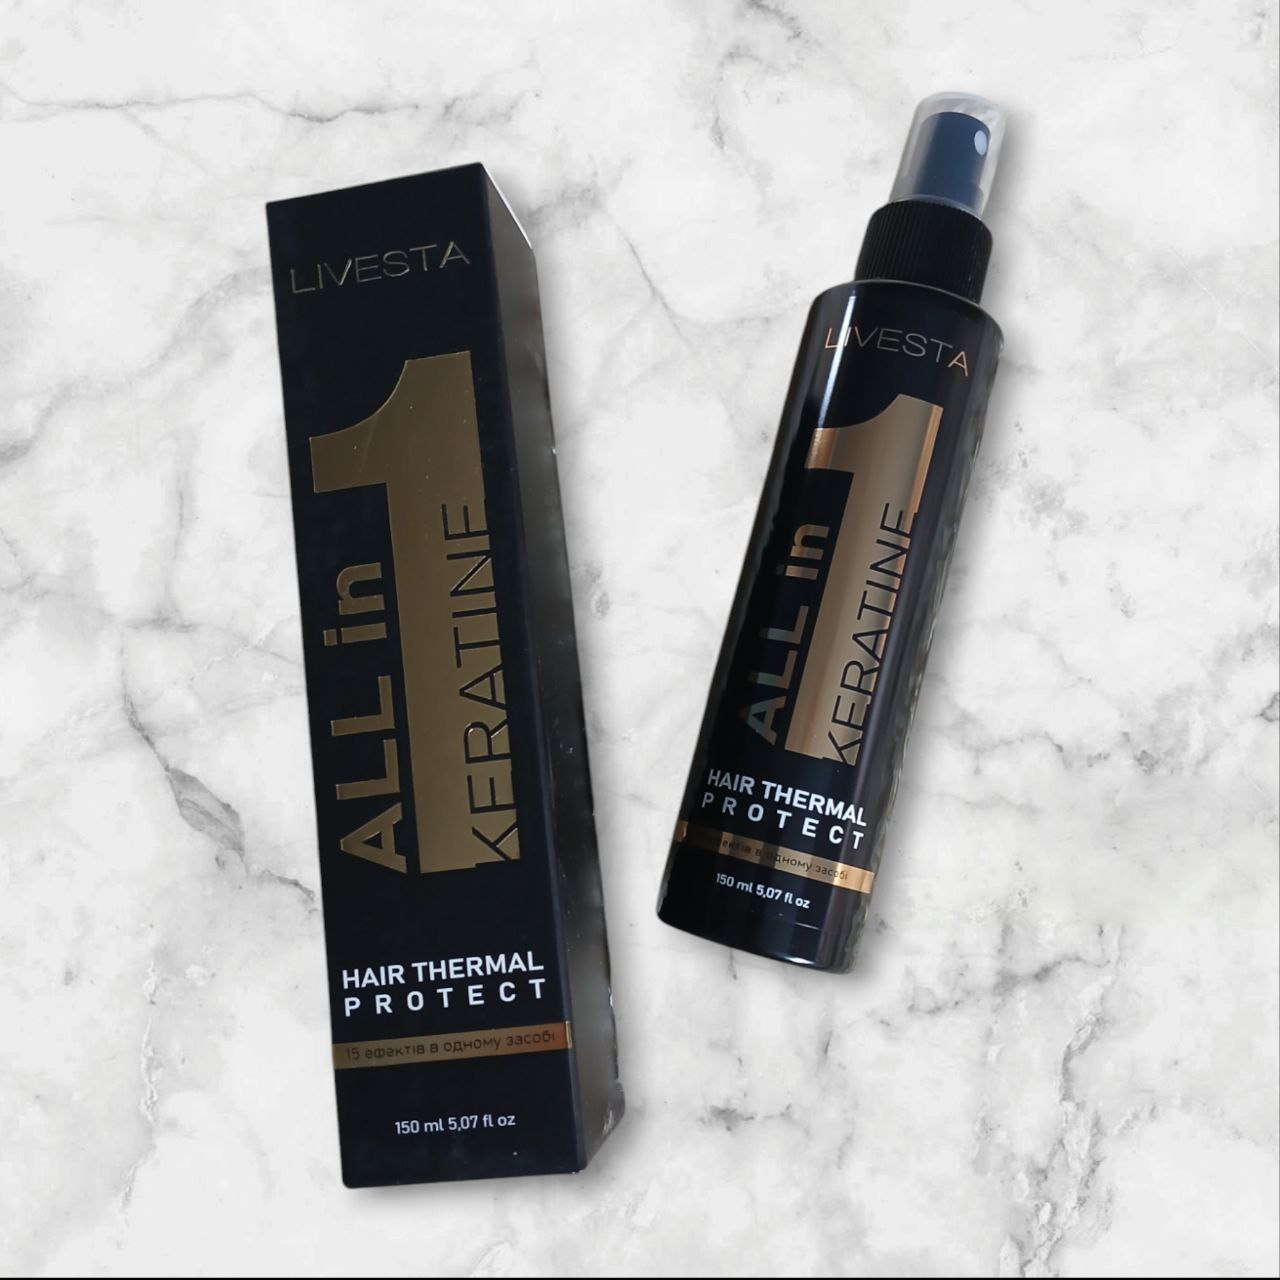 LIVESTA
ALL in 1
KERATINE
HAIR THERMAL
PROTECT
15 ефектів в одному засобі
150 ml 5,07 fl oz
LIVESTA
ALL in 1
KERATINE
HAIR THERMAL
PROTECT
ефектів в одному засобі
150 ml 5,07 fl oz